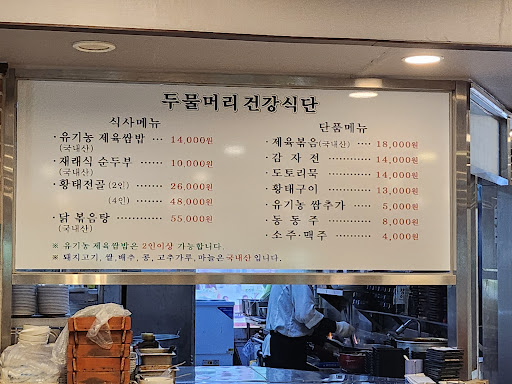 두물머리건강식단
식사메뉴
·유기농 제육쌈밥 ··· 14,000원
(국내산)
·재래식 순두부 ····· 10,000원
(국내산)
·황태전골 (2인) ······ 26,000원
(4인) ······ 48,000원
·닭 볶음탕 ········· 55,000원
(국내산)
※ 유기농 제육쌈밥은 2인이상 가능합니다.
※ 돼지고기, 쌀, 배추, 콩, 고추가루, 마늘은 국내산 입니다.
단품메뉴
·제육볶음(국내산) ···· 18,000원
·감 자 전 ········ 14,000원
·도토리묵 ········ 14,000원
·황태구이 ········ 13,000원
·유기농 쌈추가 ···· 5,000원
·동 동 주 ········ 8,000원
·소주·맥주 ······· 4,000원